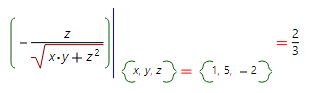 (-z/√(x·y+z²))|{x, y, z}={1, 5, -2} = 2/3